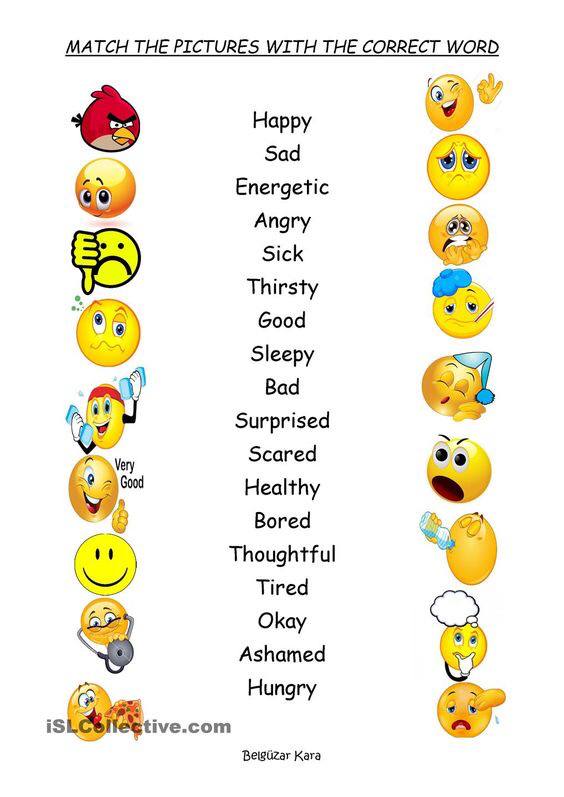 MATCH THE PICTURES WITH THE CORRECT WORD
Happy
Sad
Energetic
Angry
Sick
Thirsty
Good
Sleepy
Bad
Surprised
Scared
Very
Good
Healthy
Bored
Thoughtful
Tired
Okay
Ashamed
Hungry
iSLCollective.com
Belgüzar Kara